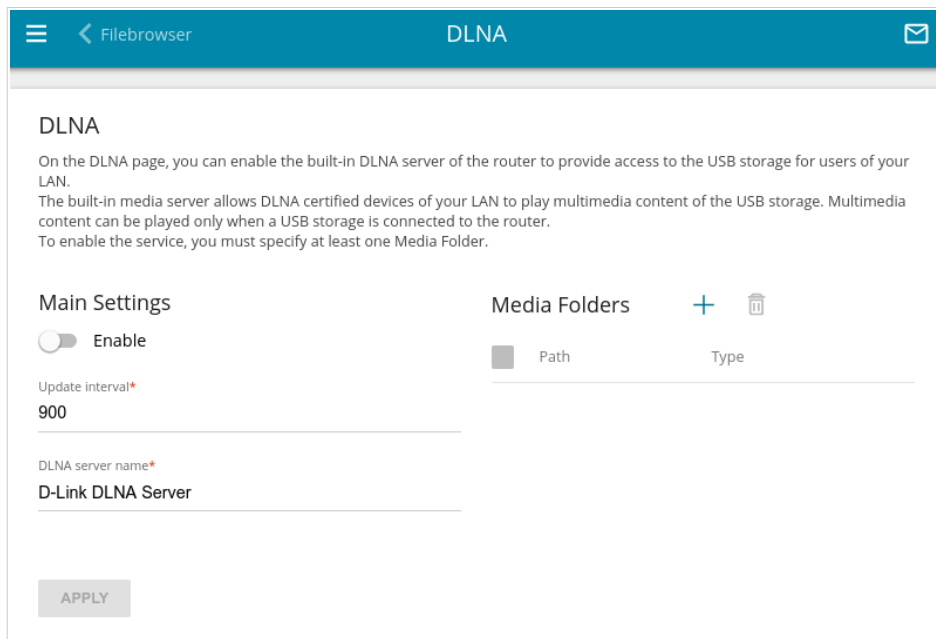 Filebrowser
DLNA
DLNA
On the DLNA page, you can enable the built-in DLNA server of the router to provide access to the USB storage for users of your
LAN.
The built-in media server allows DLNA certified devices of your LAN to play multimedia content of the USB storage. Multimedia
content can be played only when a USB storage is connected to the router.
To enable the service, you must specify at least one Media Folder.
Main Settings
Enable
Update interval*
900
DLNA server name*
D-Link DLNA Server
APPLY
Media Folders
Path Type